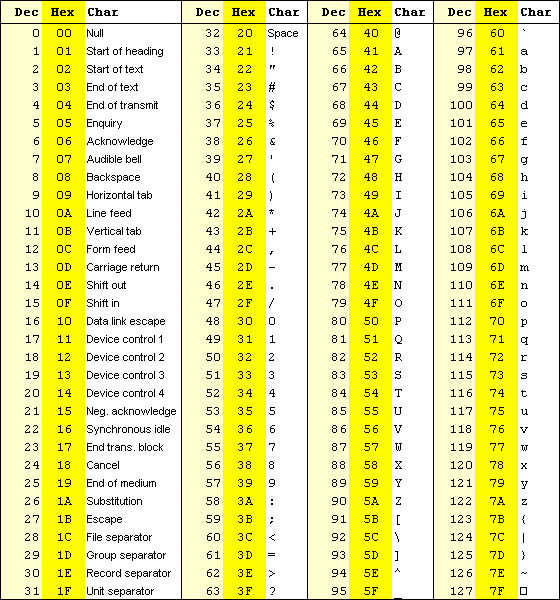 Dec Hex Char Dec Hex Char Dec Hex Char Dec Hex Char
0 00 Null 32 20 Space 64 40 @ 96 60 `
1 01 Start of heading 33 21 ! 65 41 A 97 61 a
2 02 Start of text 34 22 " 66 42 B 98 62 b
3 03 End of text 35 23 # 67 43 C 99 63 c
4 04 End of transmit 36 24 $ 68 44 D 100 64 d
5 05 Enquiry 37 25 % 69 45 E 101 65 e
6 06 Acknowledge 38 26 & 70 46 F 102 66 f
7 07 Audible bell 39 27 ' 71 47 G 103 67 g
8 08 Backspace 40 28 ( 72 48 H 104 68 h
9 09 Horizontal tab 41 29 ) 73 49 I 105 69 i
10 0A Line feed 42 2A * 74 4A J 106 6A j
11 0B Vertical tab 43 2B + 75 4B K 107 6B k
12 0C Form feed 44 2C , 76 4C L 108 6C l
13 0D Carriage return 45 2D - 77 4D M 109 6D m
14 0E Shift out 46 2E . 78 4E N 110 6E n
15 0F Shift in 47 2F / 79 4F O 111 6F o
16 10 Data link escape 48 30 0 80 50 P 112 70 p
17 11 Device control 1 49 31 1 81 51 Q 113 71 q
18 12 Device control 2 50 32 2 82 52 R 114 72 r
19 13 Device control 3 51 33 3 83 53 S 115 73 s
20 14 Device control 4 52 34 4 84 54 T 116 74 t
21 15 Neg. acknowledge 53 35 5 85 55 U 117 75 u
22 16 Synchronous idle 54 36 6 86 56 V 118 76 v
23 17 End trans. block 55 37 7 87 57 W 119 77 w
24 18 Cancel 56 38 8 88 58 X 120 78 x
25 19 End of medium 57 39 9 89 59 Y 121 79 y
26 1A Substitution 58 3A : 90 5A Z 122 7A z
27 1B Escape 59 3B ; 91 5B [ 123 7B {
28 1C File separator 60 3C < 92 5C \ 124 7C |
29 1D Group separator 61 3D = 93 5D ] 125 7D }
30 1E Record separator 62 3E > 94 5E ^ 126 7E ~
31 1F Unit separator 63 3F ? 95 5F _ 127 7F □